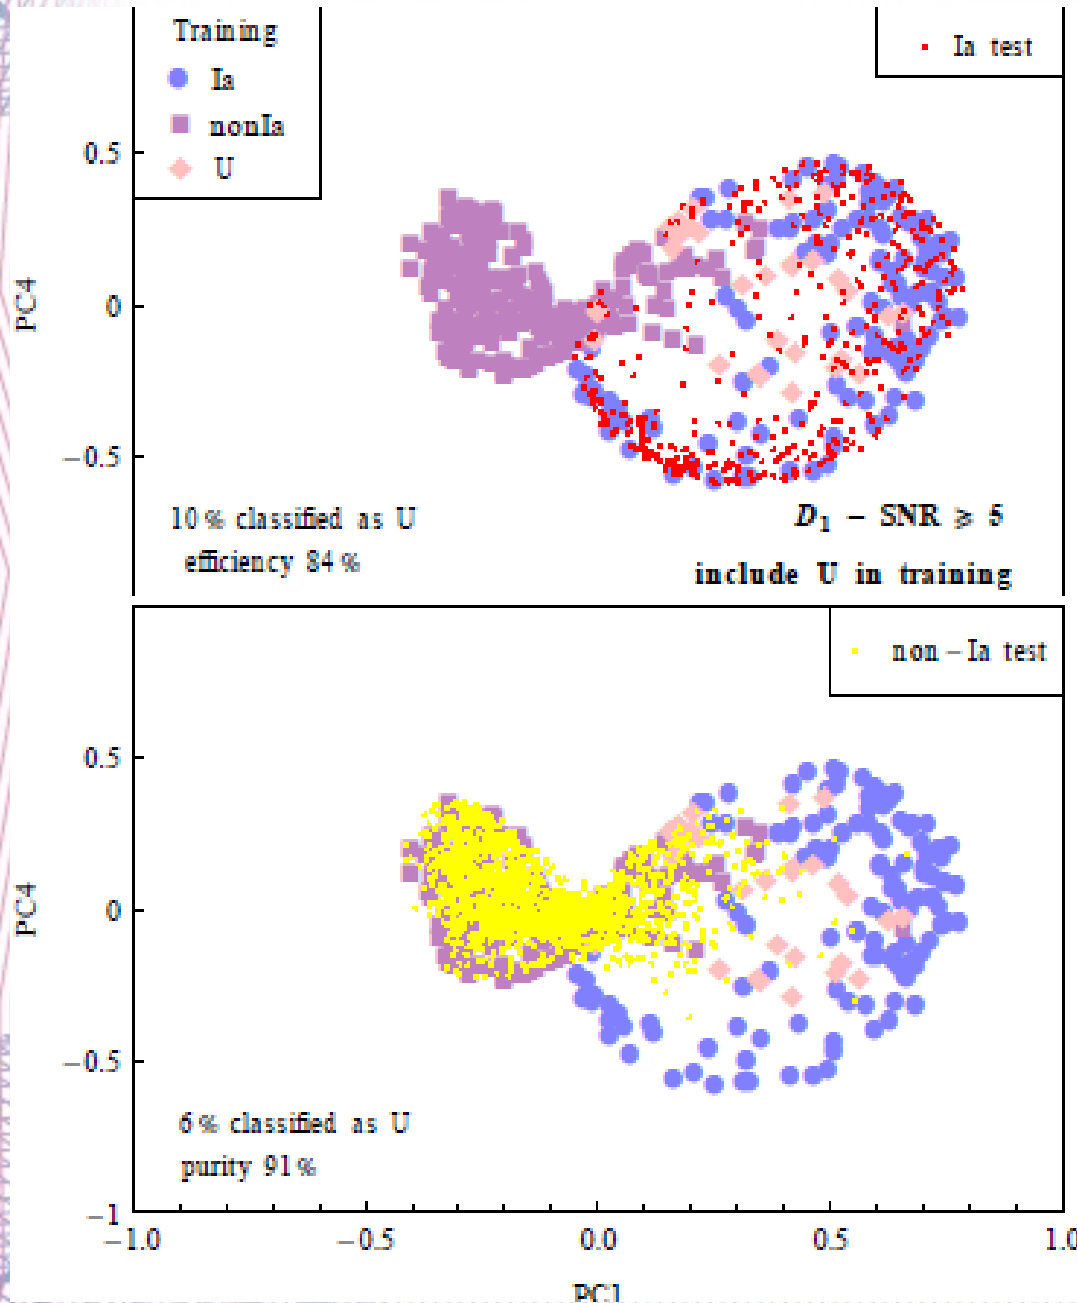 Training
Ia
nonIa
U
Ia test
0.5
0
−0.5
PC4
10 % classified as U
efficiency 84 %
D1 − SNR ⩾ 5
include U in training
non − Ia test
0.5
0
−0.5
−1
PC4
6 % classified as U
purity 91 %
−1.0 −0.5 0.0 0.5 1.0
PC1